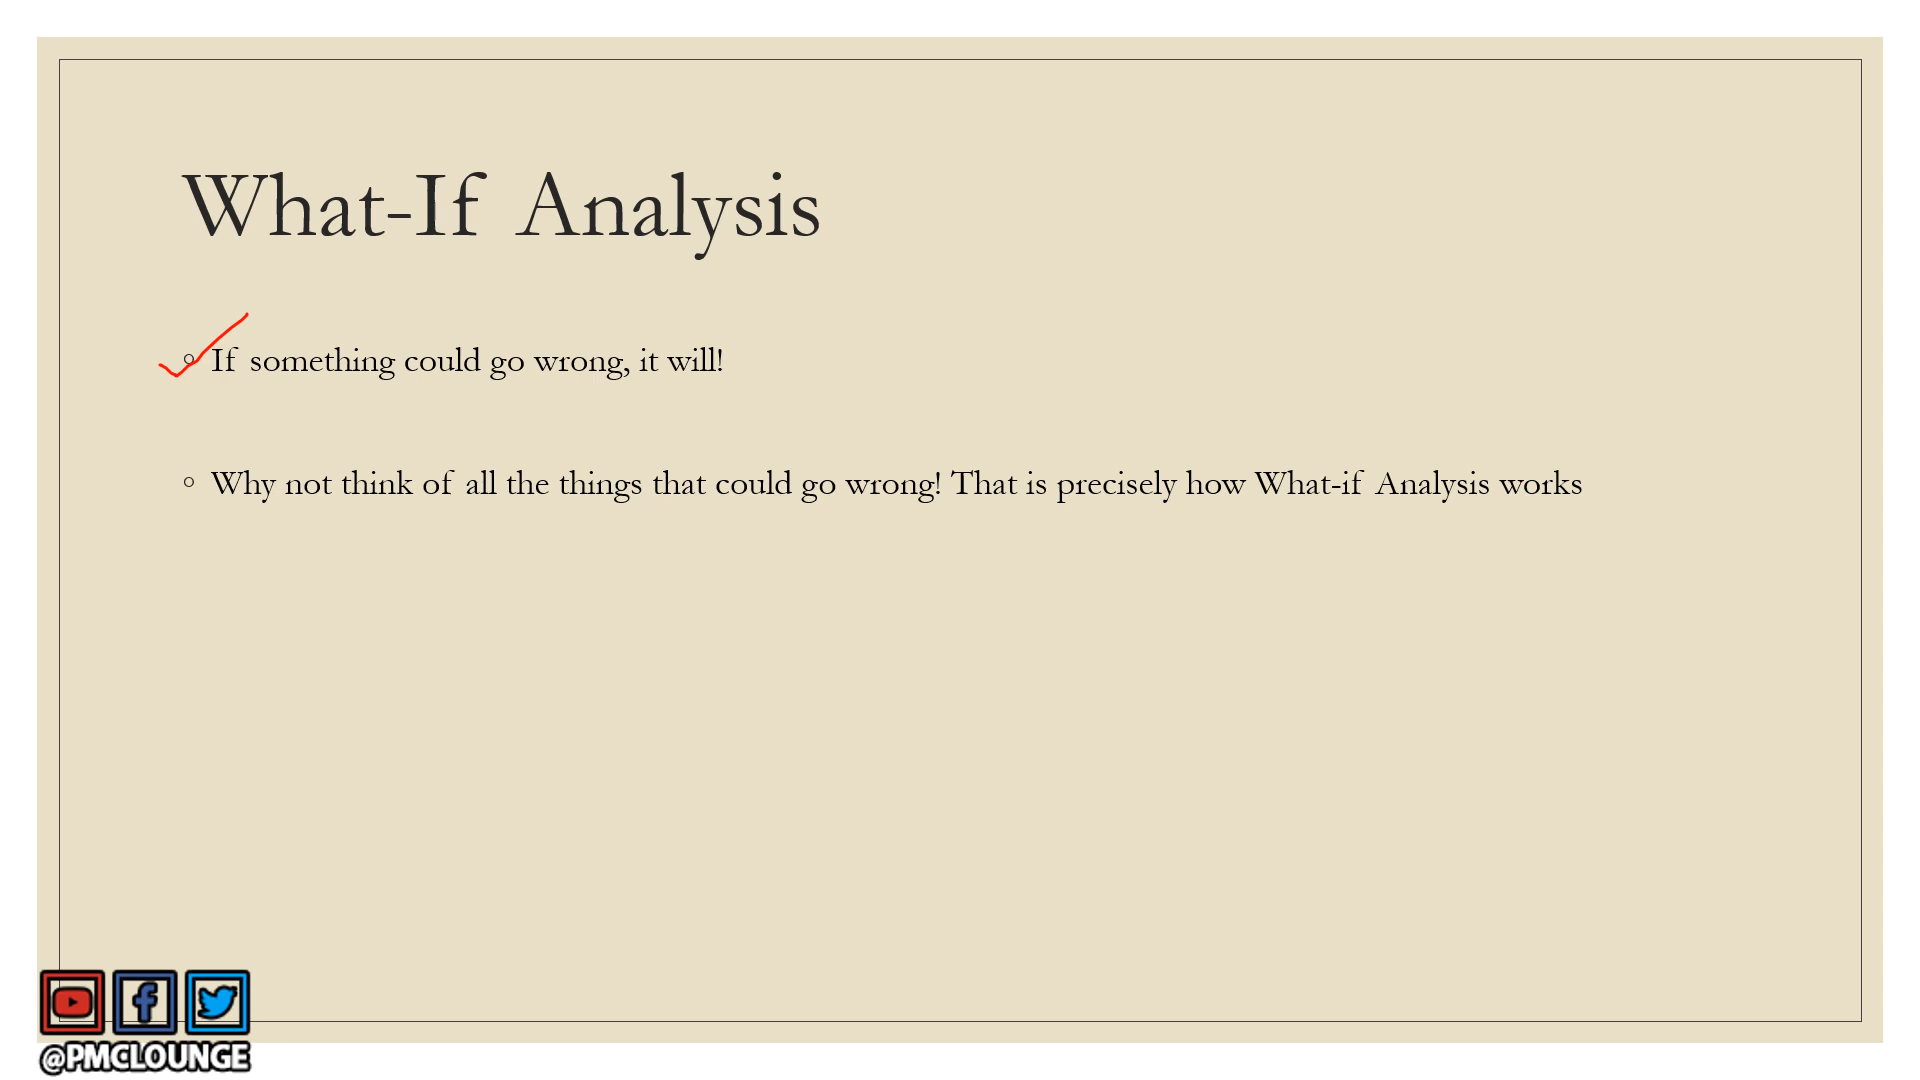 What-If Analysis
If something could go wrong, it will!
Why not think of all the things that could go wrong! That is precisely how What-if Analysis works
@PMCLOUNGE